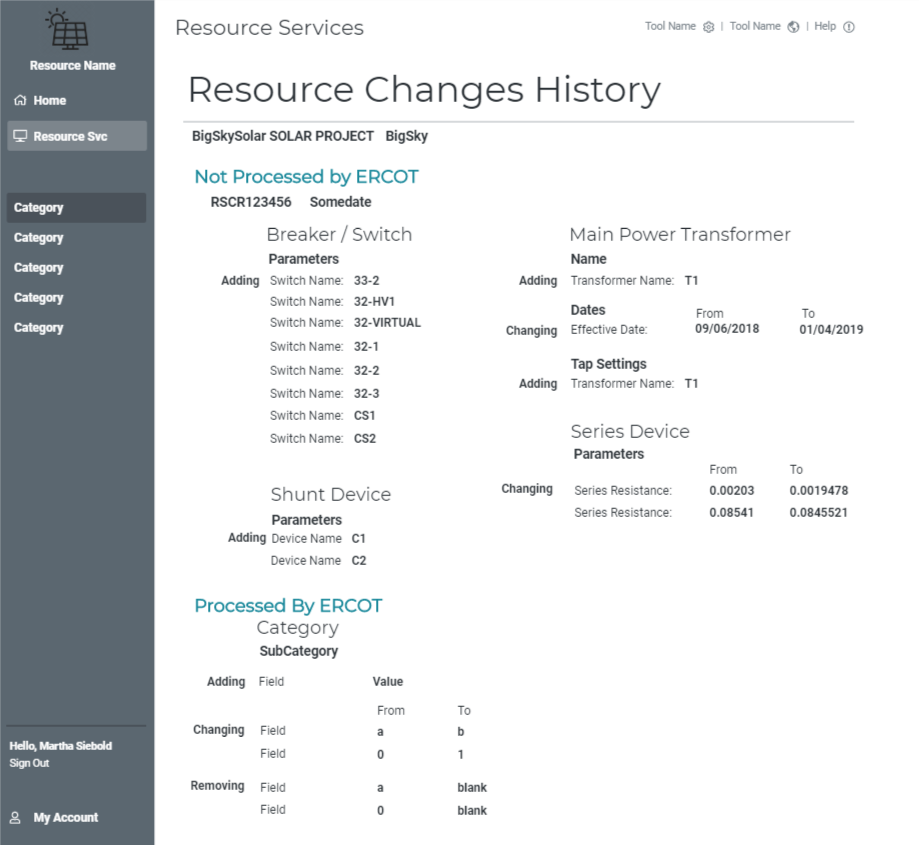 Resource Name
Home
Resource Svc
Category
Category
Category
Category
Category
Hello, Martha Siebold
Sign Out
My Account
Resource Services
Tool Name | Tool Name | Help
Resource Changes History
BigSkySolar SOLAR PROJECT BigSky
Not Processed by ERCOT
RSCR123456 Somedate
Breaker / Switch
Parameters
Adding Switch Name: 33-2
Switch Name: 32-HV1
Switch Name: 32-VIRTUAL
Switch Name: 32-1
Switch Name: 32-2
Switch Name: 32-3
Switch Name: CS1
Switch Name: CS2
Shunt Device
Parameters
Adding Device Name C1
Device Name C2
Main Power Transformer
Name
Adding Transformer Name: T1
Dates From To
Changing Effective Date: 09/06/2018 01/04/2019
Tap Settings
Adding Transformer Name: T1
Series Device
Parameters
From To
Changing Series Resistance: 0.00203 0.0019478
Series Resistance: 0.08541 0.0845521
Processed By ERCOT
Category
SubCategory
Adding Field Value
From To
Changing Field a b
Field 0 1
Removing Field a blank
Field 0 blank